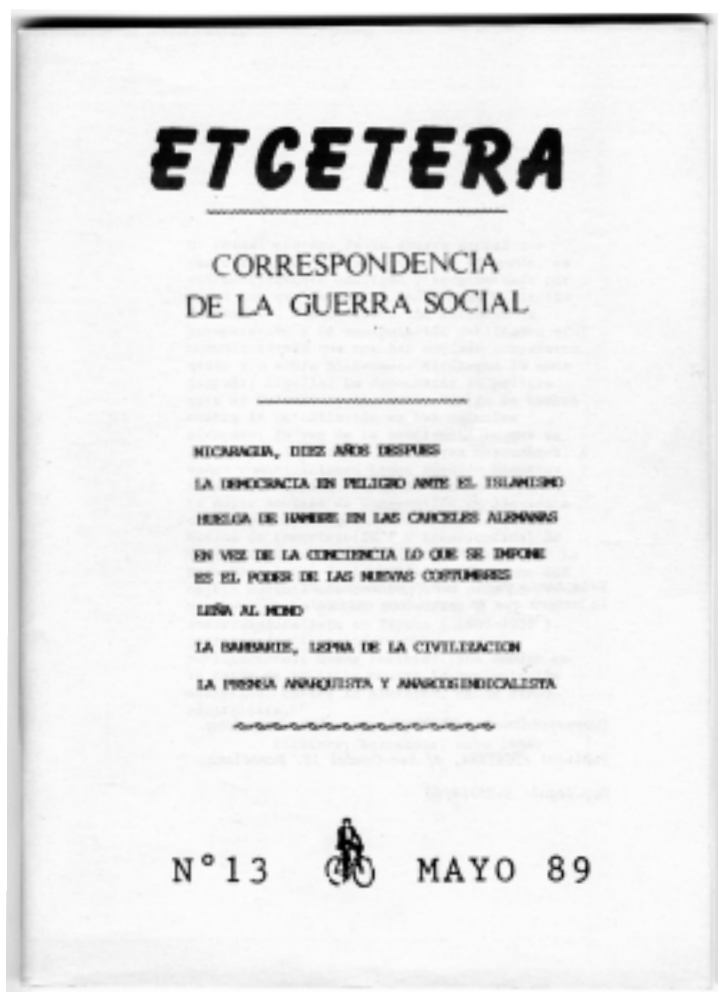 ETCETERA
CORRESPONDENCIA
DE LA GUERRA SOCIAL
NICARAGUA, DIEZ AÑOS DESPUES
LA DEMOCRACIA EN PELIGRO ANTE EL ISLAMISMO
HUELGA DE HAMBRE EN LAS CARCELES ALEMANAS
EN VEZ DE LA CONCIENCIA LO QUE SE IMPONE
ES EL PODER DE LAS NUEVAS COSTUMBRES
LEÑA AL MONO
LA BARBARIE, LEPRA DE LA CIVILIZACION
LA PRENSA ANARQUISTA Y ANARCOSINDICALISTA
N°13 MAYO 89